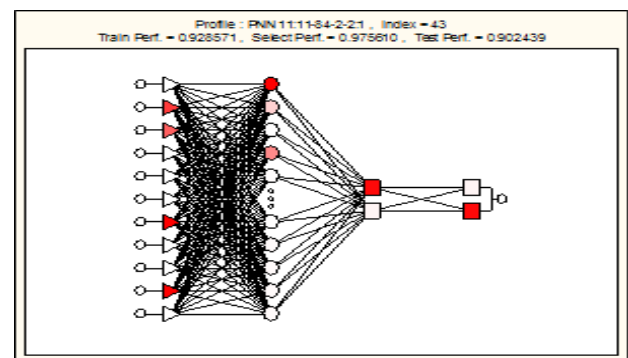 Profile : PNN 11:11-84-2-2:1 , Index = 43
Train Perf. = 0.928571 , Select Perf. = 0.975610 , Test Perf. = 0.902439